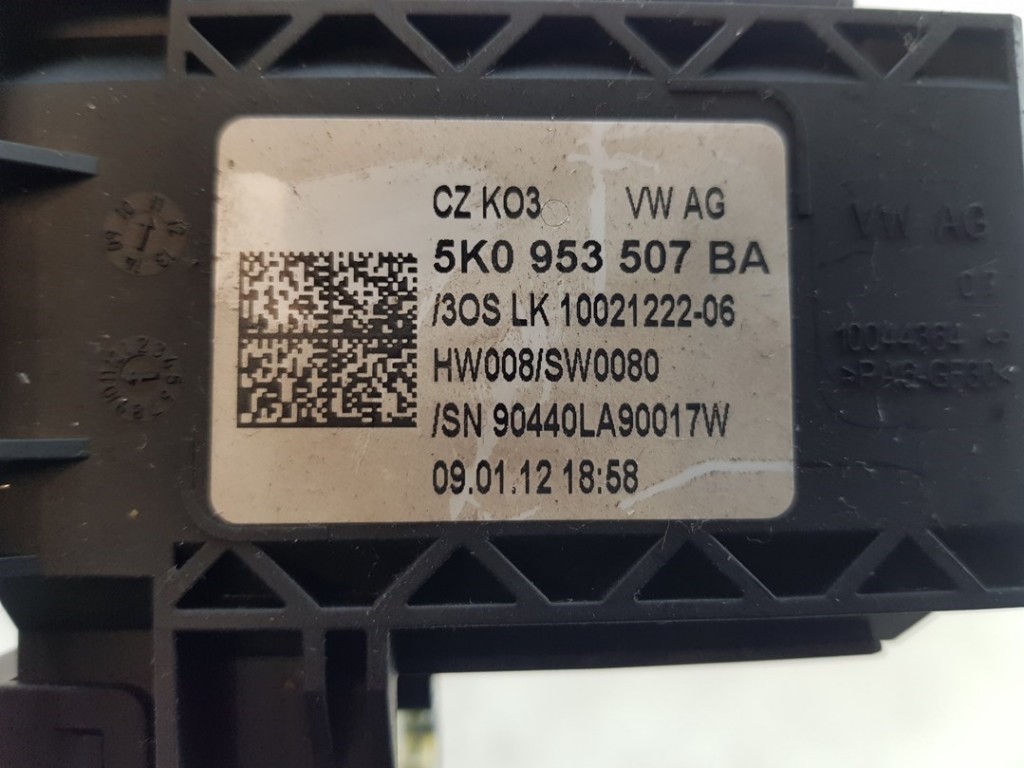 CZ KO3 VW AG
5K0 953 507 BA
/3OS LK 10021222-06
HW008/SW0080
/SN 90440LA90017W
09.01.12 18:58
VW AG
10044364